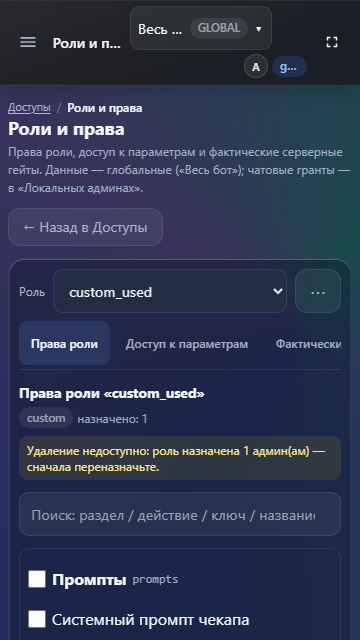 Роли и п...
Весь ... GLOBAL ▾
A g...
Доступы / Роли и права
Роли и права
Права роли, доступ к параметрам и фактические серверные
гейты. Данные — глобальные («Весь бот»); чатовые гранты —
в «Локальных админах».
← Назад в Доступы
Роль custom_used ...
Права роли Доступ к параметрам Фактически
Права роли «custom_used»
custom назначено: 1
Удаление недоступно: роль назначена 1 админ(ам) —
сначала переназначьте.
Поиск: раздел / действие / ключ / название
Промпты prompts
Системный промпт чекапа